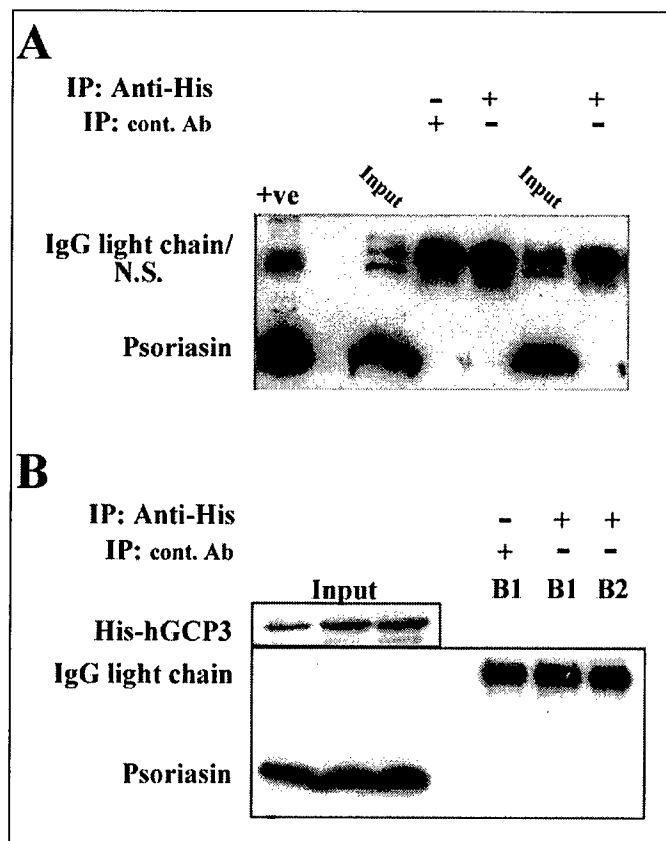 A
IP: Anti-His - + +
IP: cont. Ab + - -
+ve Input Input
IgG light chain/
N.S.
Psoriasin
B
IP: Anti-His - + +
IP: cont. Ab + - -
Input B1 B1 B2
His-hGCP3
IgG light chain
Psoriasin